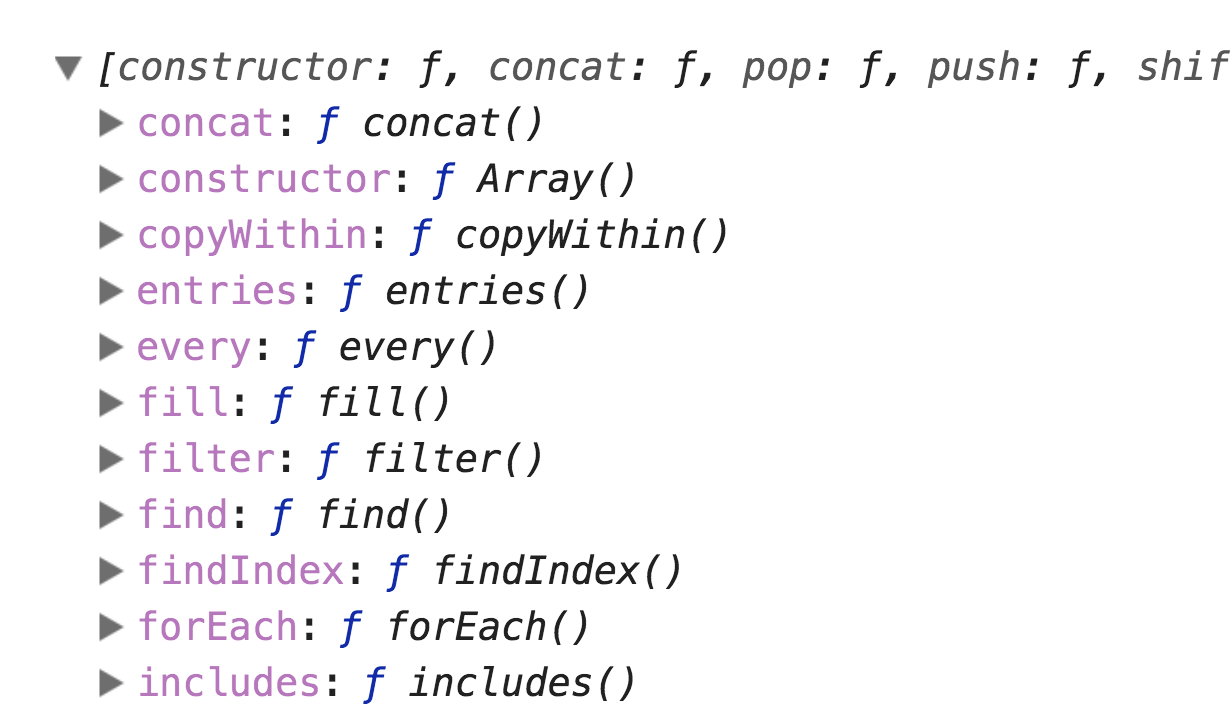 ▼ [constructor: ƒ, concat: ƒ, pop: ƒ, push: ƒ, shif
▶ concat: ƒ concat()
▶ constructor: ƒ Array()
▶ copyWithin: ƒ copyWithin()
▶ entries: ƒ entries()
▶ every: ƒ every()
▶ fill: ƒ fill()
▶ filter: ƒ filter()
▶ find: ƒ find()
▶ findIndex: ƒ findIndex()
▶ forEach: ƒ forEach()
▶ includes: ƒ includes()